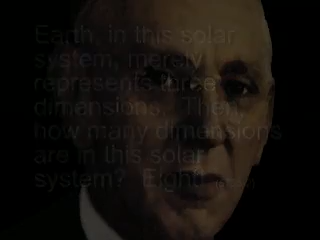 Earth, in this solar
system, merely
represents three
dimensions. Then,
how many dimensions
are in this solar
system? Eight